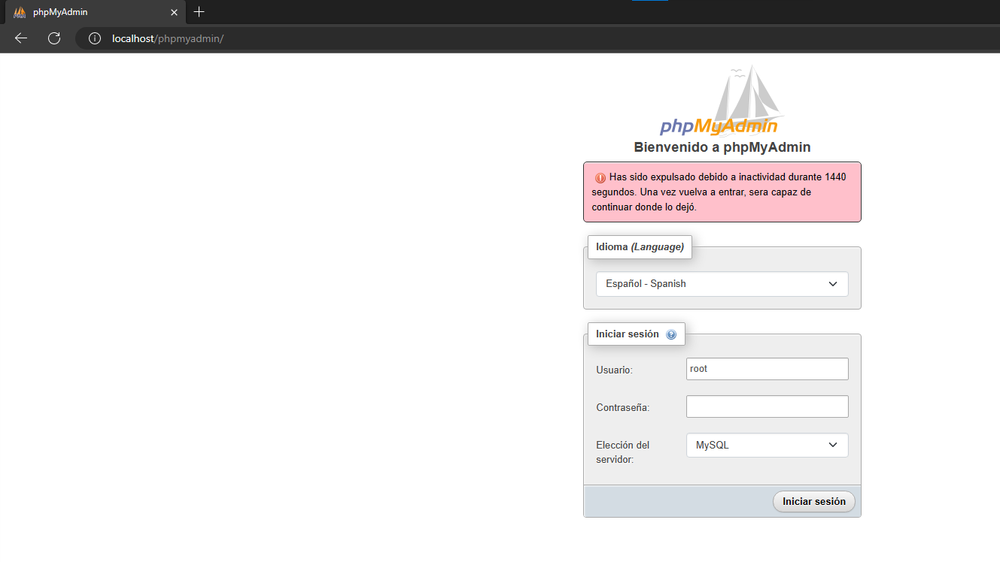 phpMyAdmin
localhost/phpmyadmin/
phpMyAdmin
Bienvenido a phpMyAdmin
Has sido expulsado debido a inactividad durante 1440
segundos. Una vez vuelva a entrar, sera capaz de
continuar donde lo dejó.
Idioma (Language)
Español - Spanish
Iniciar sesión
Usuario:
root
Contraseña:
Elección del
servidor:
MySQL
Iniciar sesión